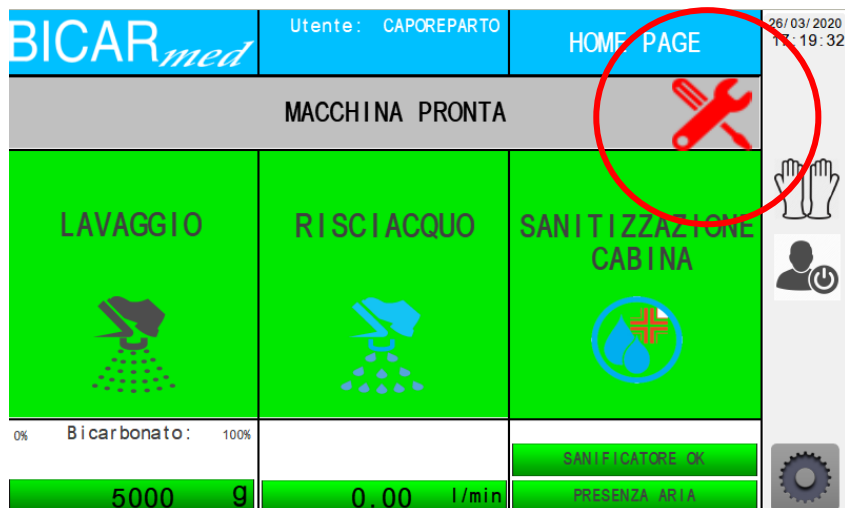 BICARmed
Utente: CAPOREPARTO
HOME PAGE
26/03/2020
17:19:32
MACCHINA PRONTA
LAVAGGIO
RISCIACQUO
SANITIZZAZIONE
CABINA
0% Bicarbonato: 100%
5000 g
0.00 l/min
SANIFICATORE OK
PRESENZA ARIA